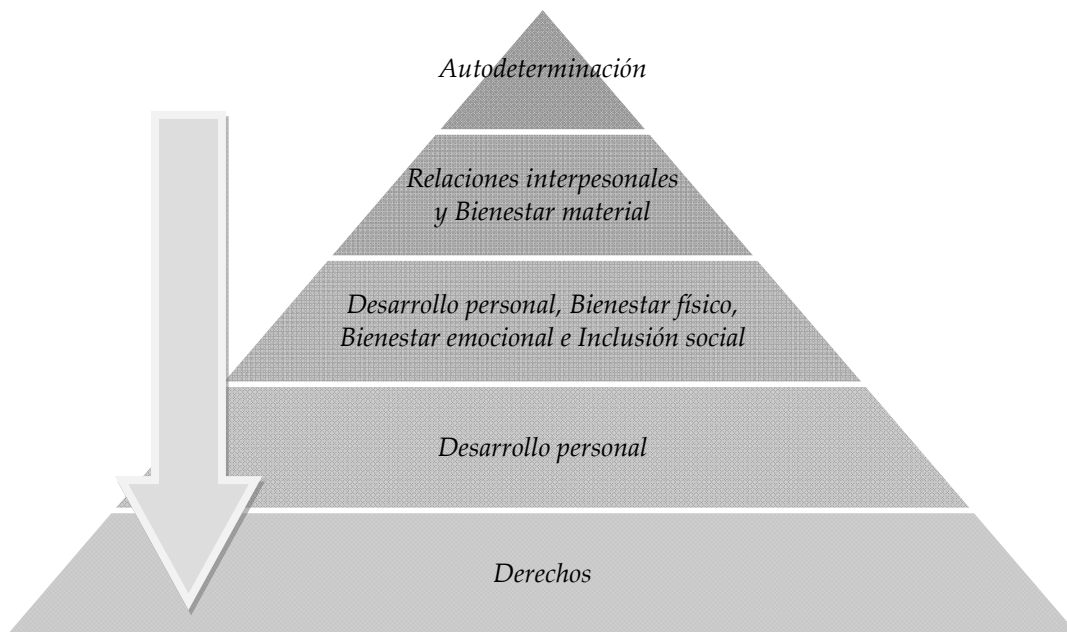 Autodeterminación
Relaciones interpesonales
y Bienestar material
Desarrollo personal, Bienestar físico,
Bienestar emocional e Inclusión social
Desarrollo personal
Derechos